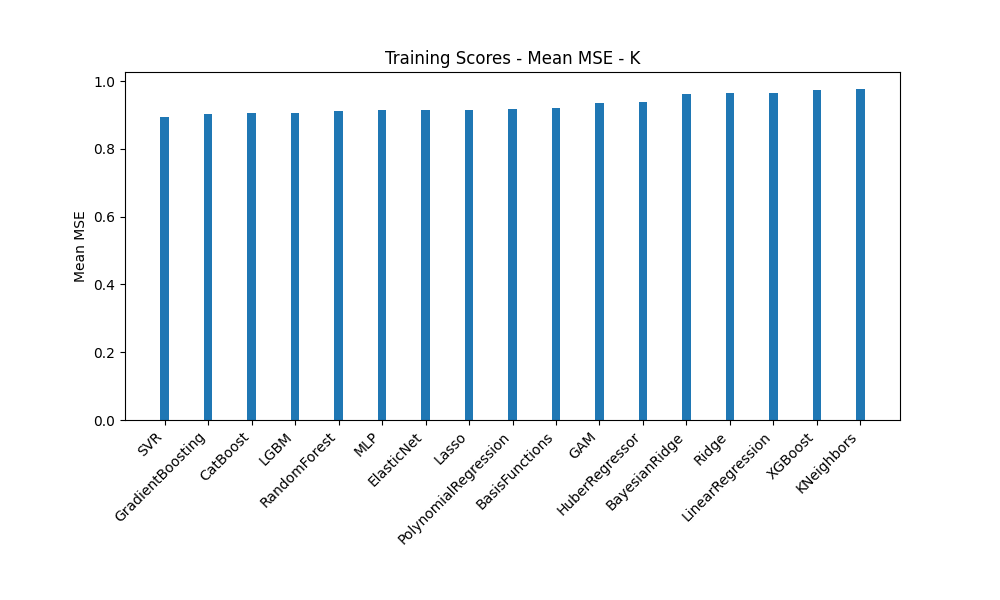 Training Scores - Mean MSE - K
Mean MSE
1.0
0.8
0.6
0.4
0.2
0.0
SVR
GradientBoosting
CatBoost
LGBM
RandomForest
MLP
ElasticNet
Lasso
PolynomialRegression
BasisFunctions
GAM
HuberRegressor
BayesianRidge
Ridge
LinearRegression
XGBoost
KNeighbors